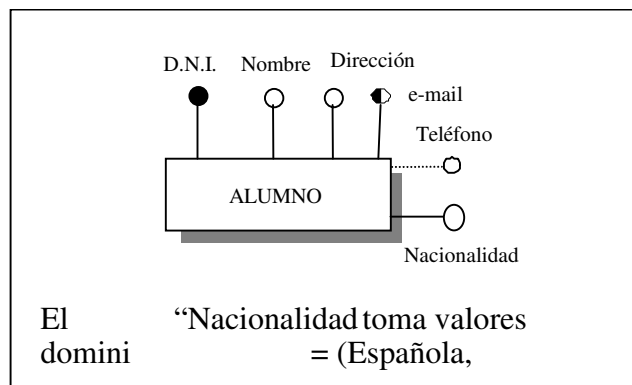 D.N.I. Nombre Dirección
e-mail
Teléfono
ALUMNO
Nacionalidad
El “Nacionalidad toma valores
domini = (Española,